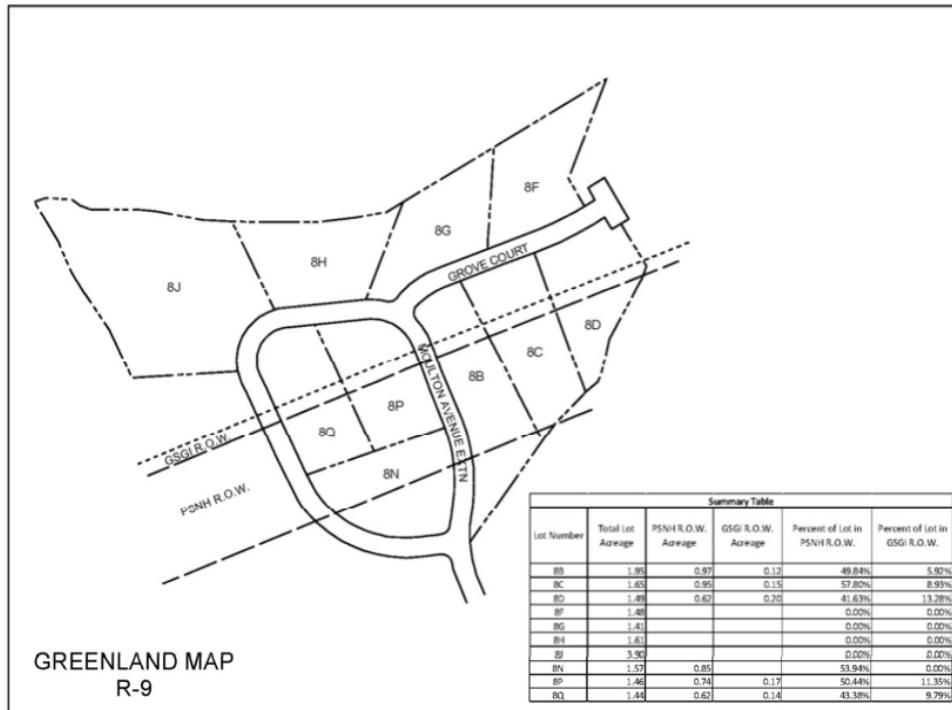 8F
8G
8H
8J
GROVE COURT
8D
8C
8B
MOULTON AVENUE EXTN
8P
8Q
8N
GSGI R.O.W.
PSNH R.O.W.
GREENLAND MAP
R-9
Summary Table
Lot Number Total Lot Acreage PSNH R.O.W. Acreage GSGI R.O.W. Acreage Percent of Lot in PSNH R.O.W. Percent of Lot in GSGI R.O.W.
8B 1.95 0.97 0.12 49.84% 5.92%
8C 1.65 0.95 0.15 57.80% 8.93%
8D 1.49 0.62 0.20 41.63% 13.28%
8F 1.48 0.00% 0.00%
8G 1.41 0.00% 0.00%
8H 1.61 0.00% 0.00%
8J 3.90 0.00% 0.00%
8N 1.57 0.85 53.94% 0.00%
8P 1.46 0.74 0.17 50.44% 11.35%
8Q 1.44 0.62 0.14 43.38% 9.79%